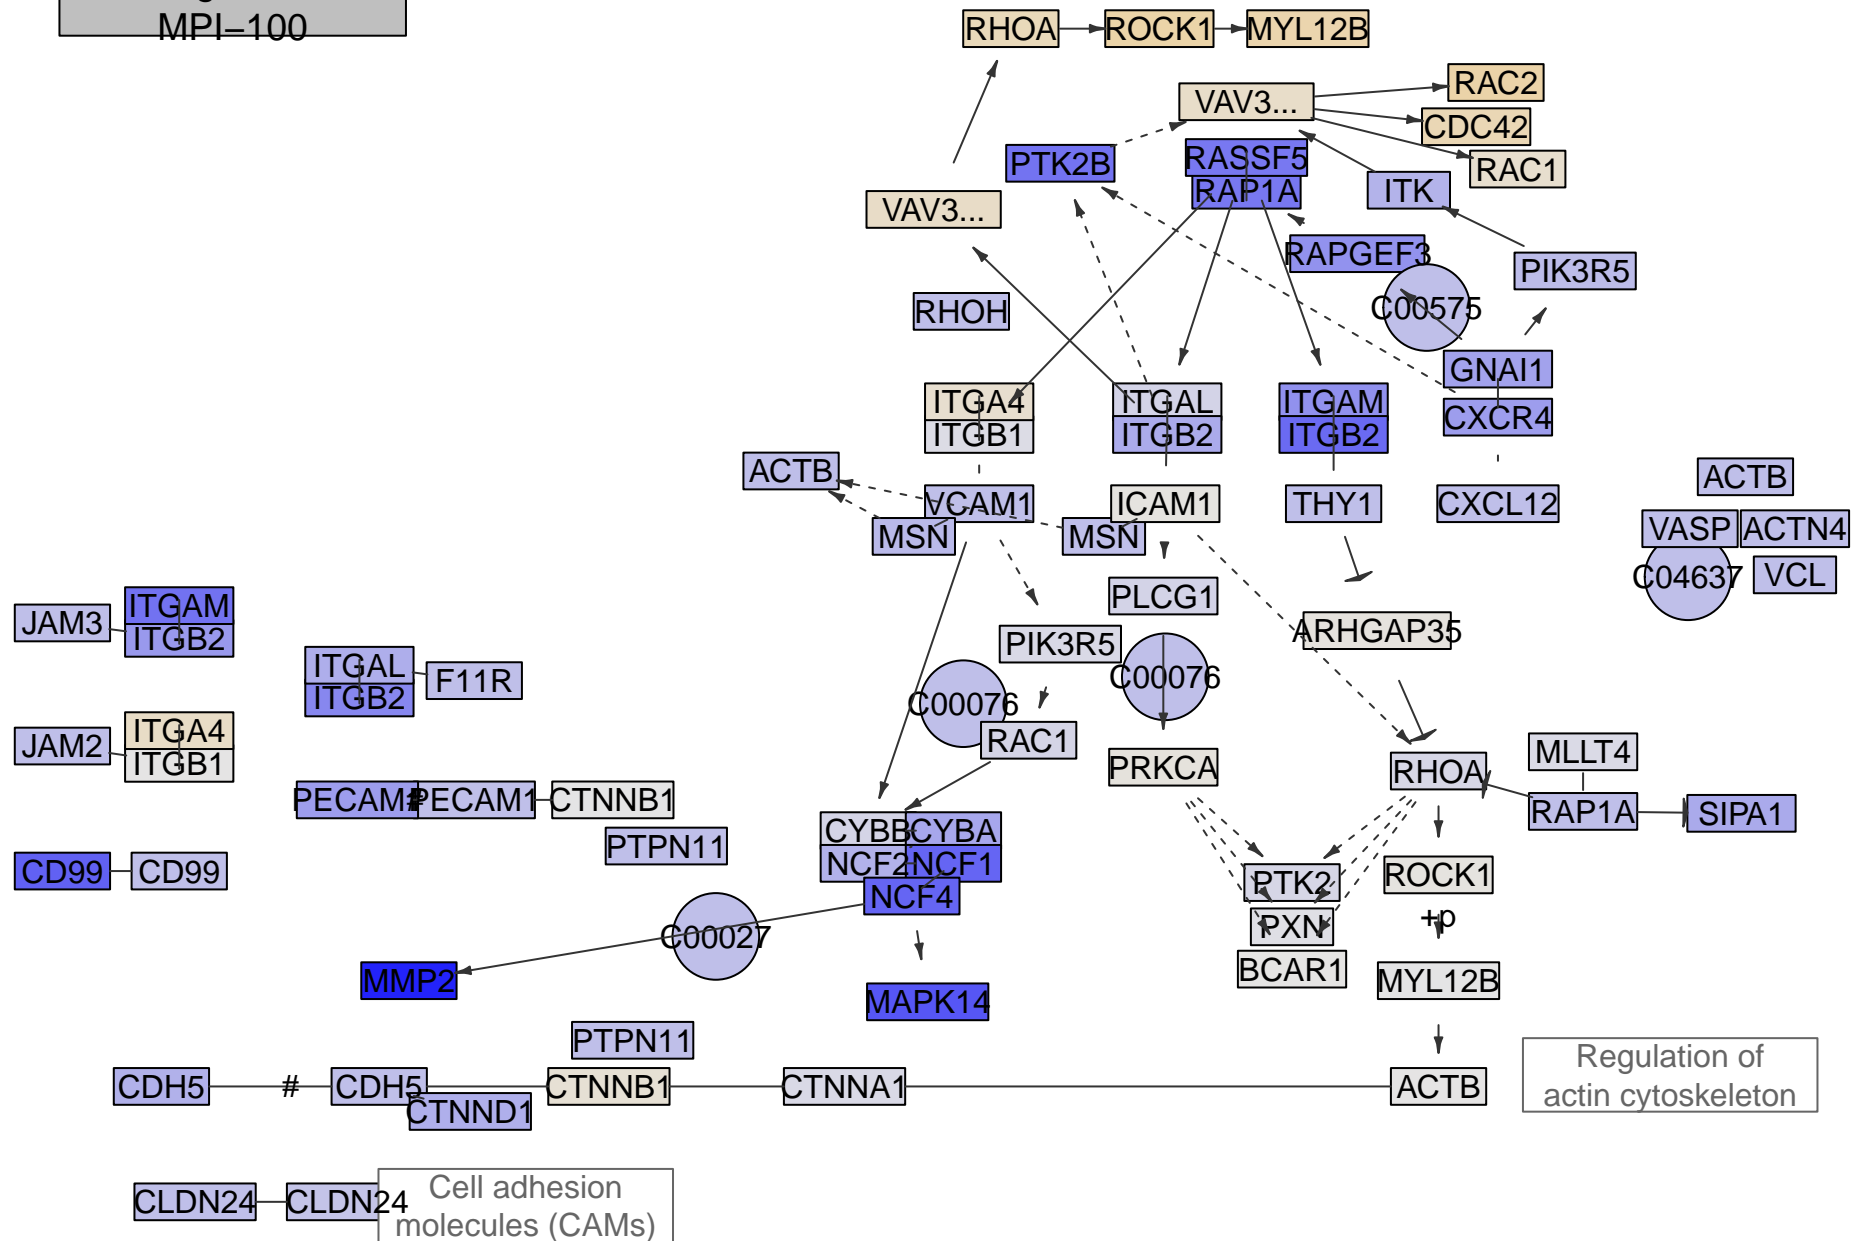 MPI−100
RHOA
ROCK1
MYL12B
RAC2
VAV3...
CDC42
PTK2B
RASSF5
RAC1
RAP1A
ITK
VAV3...
RAPGEF3
PIK3R5
RHOH
C00575
GNAI1
ITGA4
ITGAL
ITGAM
CXCR4
ITGB1
ITGB2
ITGB2
ACTB
ACTB
VCAM1
ICAM1
THY1
CXCL12
MSN
MSN
VASP
ACTN4
C04637
VCL
PLCG1
JAM3
ITGAM
ITGB2
ARHGAP35
PIK3R5
ITGAL
F11R
ITGB2
C00076
C00076
JAM2
ITGA4
ITGB1
RAC1
PRKCA
RHOA
MLLT4
PECAM1
#
PECAM1
CTNNB1
RAP1A
SIPA1
PTPN11
CYBB
CYBA
NCF2
NCF1
CD99
CD99
NCF4
PTK2
ROCK1
+p
C00027
PXN
BCAR1
MMP2
MYL12B
MAPK14
PTPN11
Regulation of
actin cytoskeleton
CDH5
#
CDH5
CTNNB1
CTNNA1
ACTB
CTNND1
CLDN24
CLDN24
Cell adhesion
molecules (CAMs)